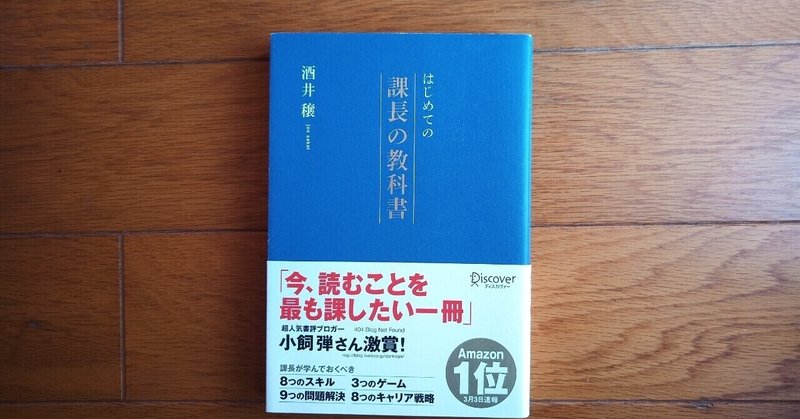 はじめての
課長の教科書
酒井穣
joe sakai
「今、読むことを
最も課したい一冊」
Discover
ディスカヴァー
超人気書評ブロガー 404 Blog Not Found
小飼 弾さん激賞!
課長が学んでおくべき
8つのスキル 3つのゲーム
9つの問題解決 8つのキャリア戦略
Amazon
1位
3月3日速報